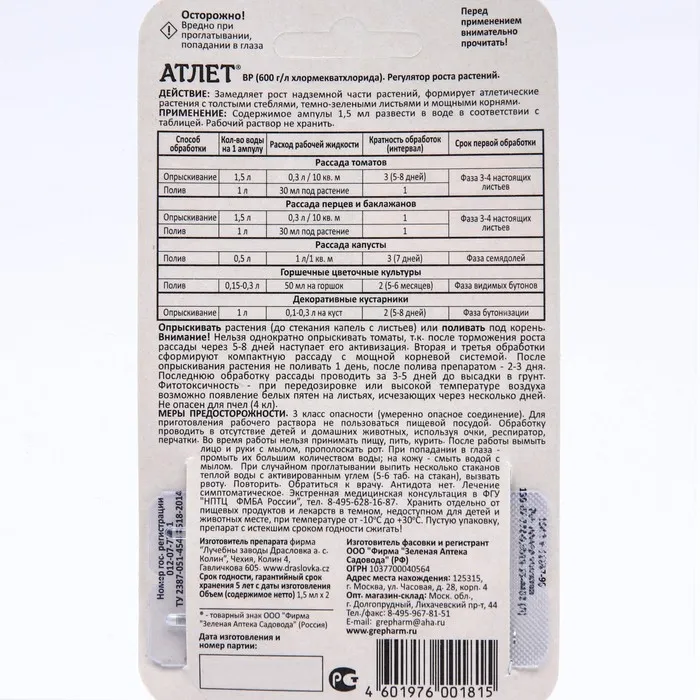 Осторожно!
Вредно при
проглатывании,
попадании в глаза
Перед
применением
внимательно
прочитать!
АТЛЕТ® ВР (600 г/л хлормекватхлорида). Регулятор роста растений.
ДЕЙСТВИЕ: Замедляет рост надземной части растений, формирует атлетические
растения с толстыми стеблями, темно-зелеными листьями и мощными корнями.
ПРИМЕНЕНИЕ: Содержимое ампулы 1,5 мл развести в воде в соответствии с
таблицей. Рабочий раствор не хранить.
Способ обработки Кол-во воды на 1 ампулу Расход рабочей жидкости Кратность обработок (интервал) Срок первой обработки
Рассада томатов
Опрыскивание 1,5 л 0,3 л / 10 кв. м 3 (5-8 дней) Фаза 3-4 настоящих листьев
Полив 1 л 30 мл под растение 1
Рассада перцев и баклажанов
Опрыскивание 1,5 л 0,3 л / 10 кв. м 1 Фаза 3-4 настоящих листьев
Полив 1 л 30 мл под растение 1
Рассада капусты
Полив 0,5 л 1 л/1 кв. м 3 (7 дней) Фаза семядолей
Горшечные цветочные культуры
Полив 0,15-0,3 л 50 мл на горшок 2 (5-6 месяцев) Фаза видимых бутонов
Декоративные кустарники
Опрыскивание 1 л 0,1-0,3 л на куст 2 (5-8 дней) Фаза бутонизации
Опрыскивать растения (до стекания капель с листьев) или поливать под корень.
Внимание! Нельзя однократно опрыскивать томаты, т.к. после торможения роста
рассады через 5-8 дней наступает его активизация. Вторая и третья обработки
сформируют компактную рассаду с мощной корневой системой. После
опрыскивания растения не поливать 1 день, после полива препаратом - 2-3 дня.
Последнюю обработку рассады проводить за 3-5 дней до высадки в грунт.
Фитотоксичность - при передозировке или высокой температуре воздуха
возможно появление белых пятен на листьях, исчезающих через несколько дней.
Не опасен для пчел (4 кл)
МЕРЫ ПРЕДОСТОРОЖНОСТИ. 3 класс опасности (умеренно опасное соединение). Для
приготовления рабочего раствора не пользоваться пищевой посудой. Обработку
проводить в отсутствие детей и домашних животных, используя очки, респиратор,
перчатки. Во время работы нельзя принимать пищу, пить, курить. После работы вымыть
лицо и руки с мылом, прополоскать рот. При попадании в глаза -
промыть их большим количеством воды; на кожу - смыть водой с
мылом. При случайном проглатывании выпить несколько стаканов
теплой воды с активированным углем (5-6 таб. на стакан), вызвать
рвоту. Повторить. Обратиться к врачу. Антидота нет. Лечение
симптоматическое. Экстренная медицинская консультация в ФГУ
"НПТЦ ФМБА России", тел. 8-495-628-16-87. Хранить отдельно от
пищевых продуктов и лекарств в темном, недоступном для детей и
животных месте, при температуре от -10°С до +30°С. Пустую упаковку,
препарат с истекшим сроком годности сжигать!
Номер гос. регистрации
Изготовитель препарата фирма
"Лучебны заводы Драсловка а. с.
Колин", Чехия, Колин 4,
Гавличкова 605. www.draslovka.cz
Срок годности, гарантийный срок
хранения 5 лет с даты изготовления
Объем (содержимое нетто) 1,5 мл х 2
* - товарный знак ООО "Фирма
"Зеленая Аптека Садовода" (Россия)
Дата изготовления и
номер партии:
Изготовитель фасовки и регистрант
ООО "Фирма "Зеленая Аптека
Садовода" (РФ)
ОГРН 1037700040564
Адрес места нахождения: 125315,
г. Москва, ул. Часовая, д. 28, корп. 4
Опт. магазин-склад: Моск. обл.,
г. Долгопрудный, Лихачевский пр-т, 44
Тел./факс: 8-495-967-81-51
E-mail: grepharm@aha.ru
www.grepharm.ru
4 601976 001815